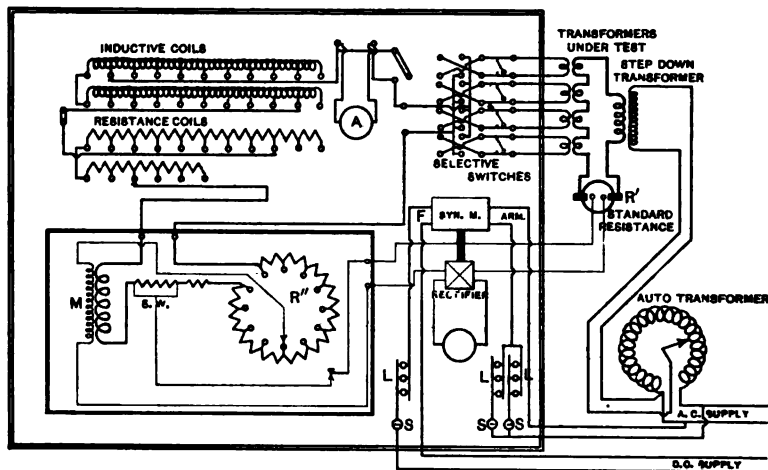 INDUCTIVE COILS
RESISTANCE COILS
A
TRANSFORMERS
UNDER TEST
STEP DOWN
TRANSFORMER
SELECTIVE
SWITCHES
R'
STANDARD
RESISTANCE
F
SYN. M.
ARM.
RECTIFIER
M
S. W.
R"
AUTO TRANSFORMER
L
L
L
S
S
S
A. C. SUPPLY
D. C. SUPPLY